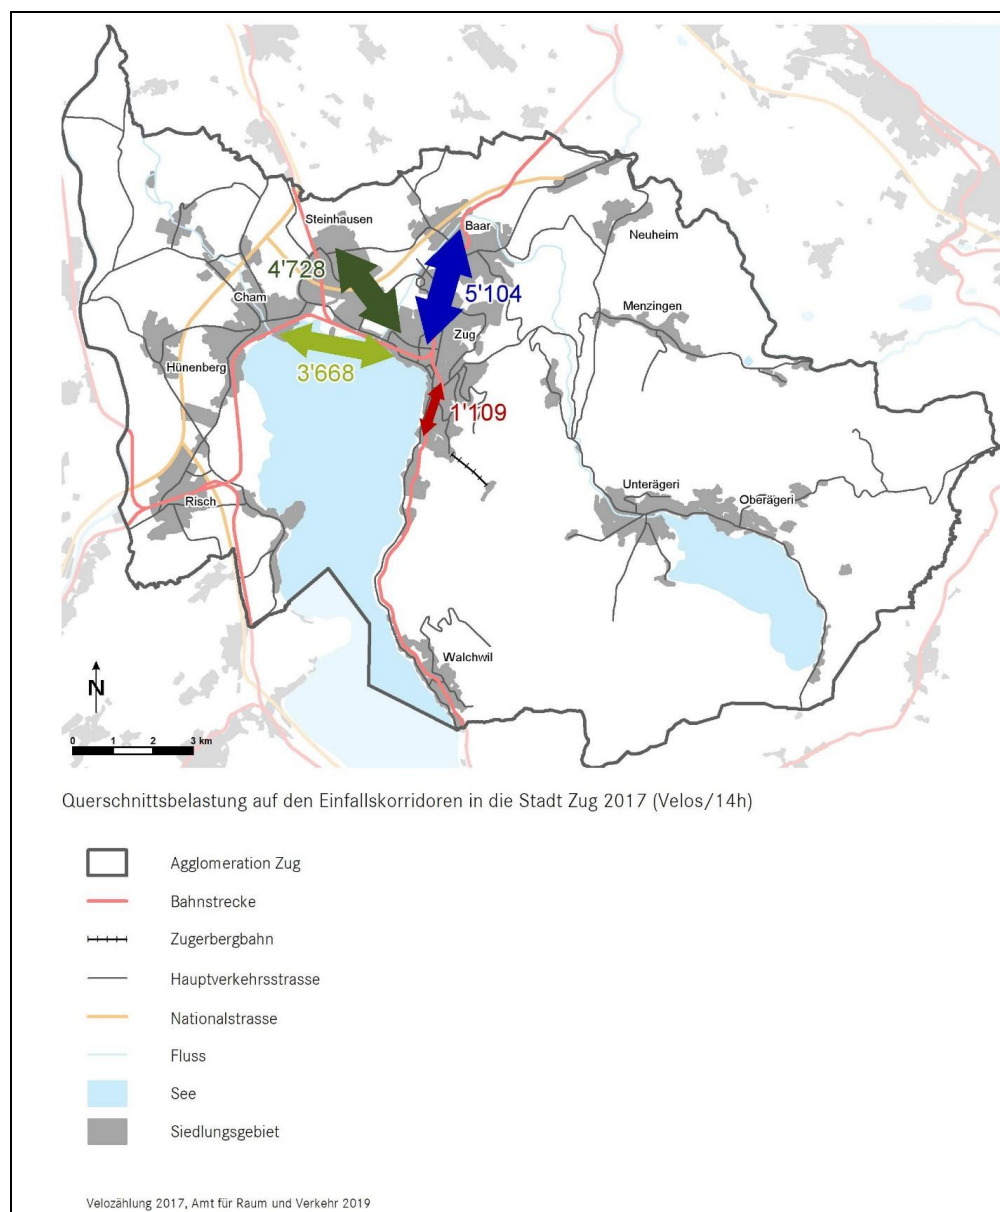 Steinhausen
Baar
Neuheim
4'728
5'104
Cham
Menzingen
Zug
Hünenberg
3'668
1'109
Unterägeri
Oberägeri
Risch
Walchwil
N
0 1 2 3 km
Querschnittsbelastung auf den Einfallskorridoren in die Stadt Zug 2017 (Velos/14h)
Agglomeration Zug
Bahnstrecke
Zugerbergbahn
Hauptverkehrsstrasse
Nationalstrasse
Fluss
See
Siedlungsgebiet
Velozählung 2017, Amt für Raum und Verkehr 2019